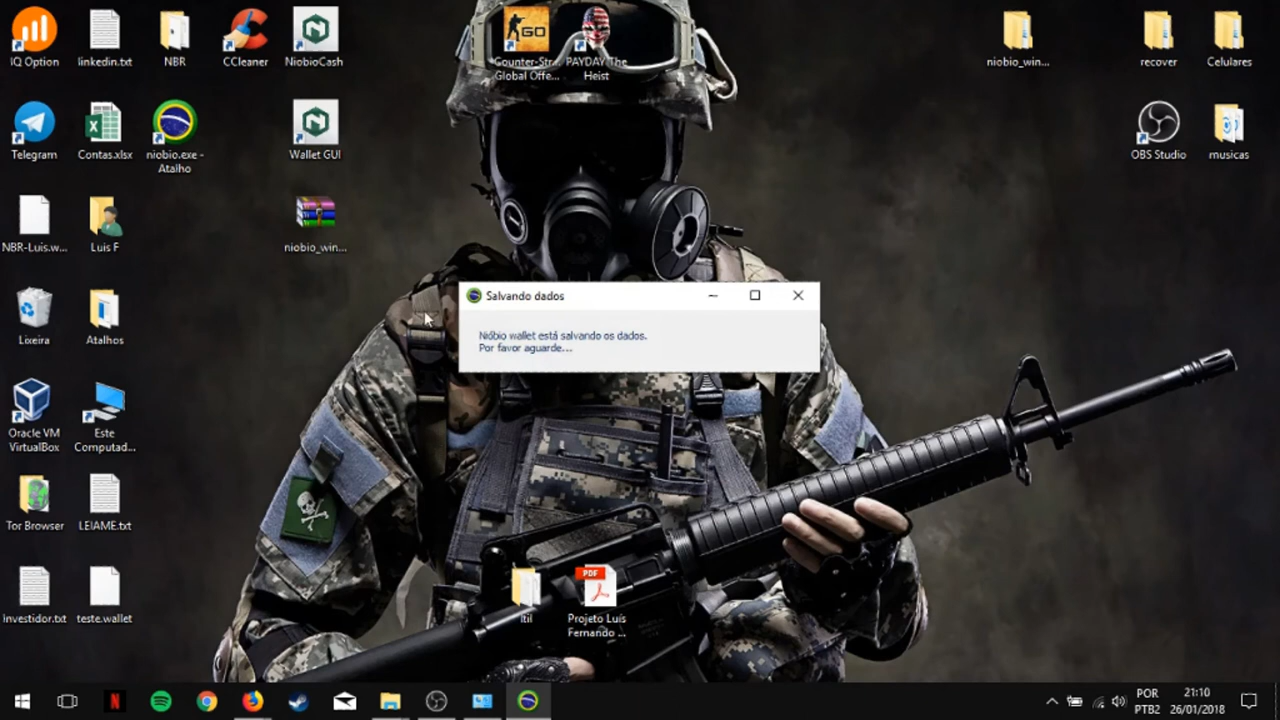 IQ Option
linkedin.txt
NBR
CCleaner
NiobioCash
Counter-Str...
Global Offe...
PAYDAY The
Heist
niobio_win...
recover
Celulares
GO
Telegram
Contas.xlsx
niobio.exe -
Atalho
Wallet GUI
OBS Studio
musicas
NBR-Luis.w...
Luis F
niobio_win...
Salvando dados
Nióbio wallet está salvando os dados.
Por favor aguarde...
Lixeira
Atalhos
Oracle VM
VirtualBox
Este
Computad...
Tor Browser
LEIAME.txt
investidor.txt
teste.wallet
PDF
Projeto Luis
Fernando ...
POR
PTB2
21:10
26/01/2018